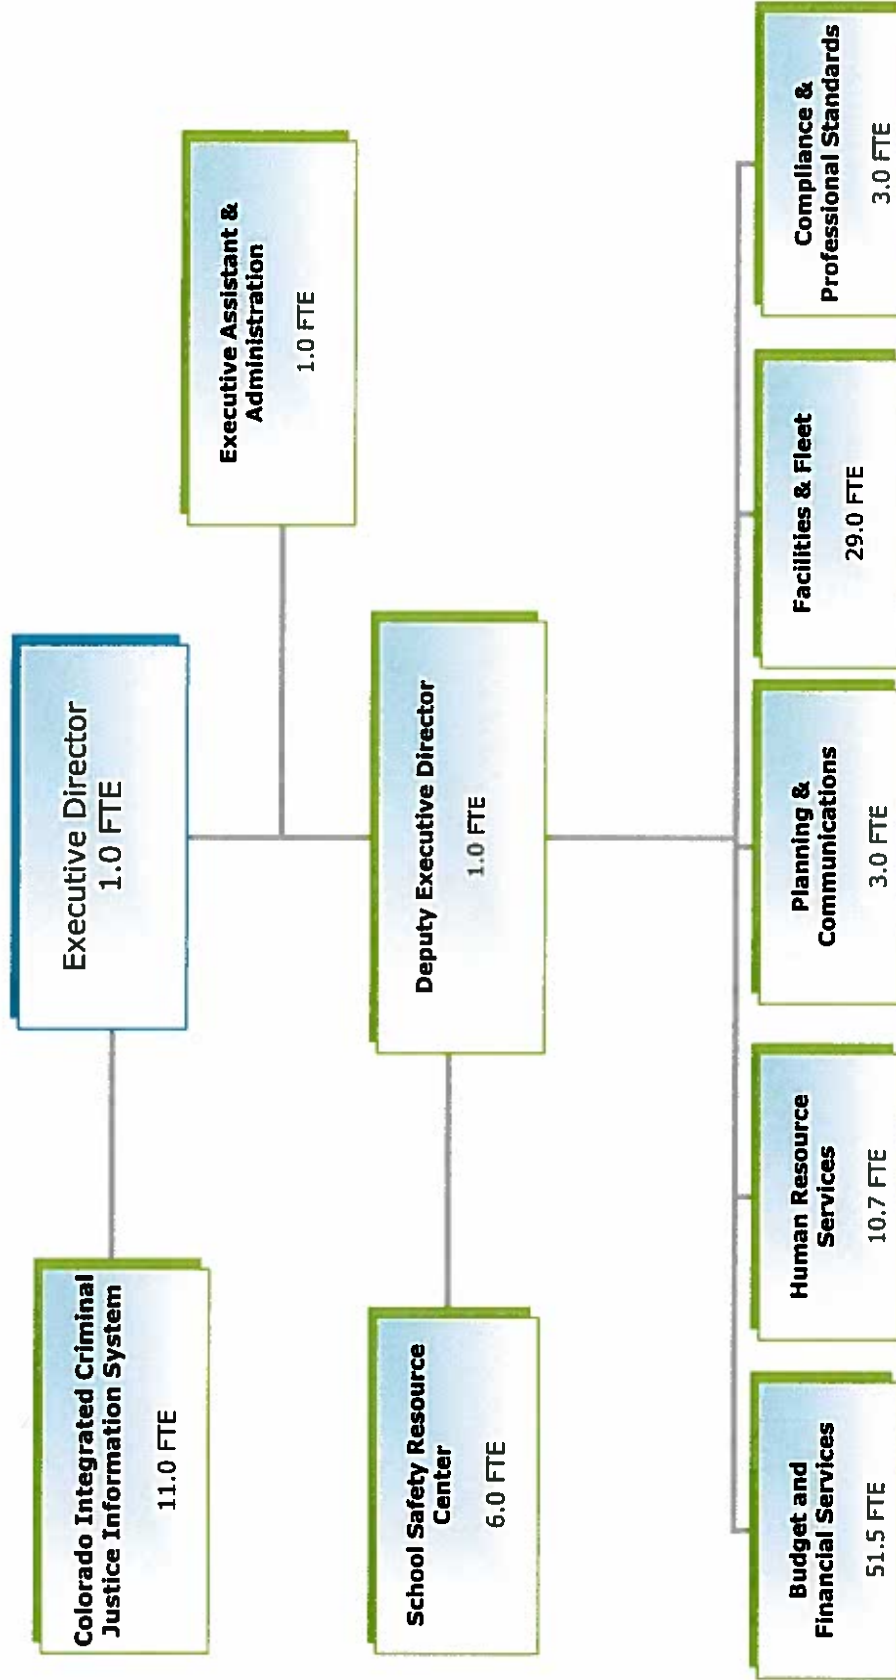 Executive Director
1.0 FTE
Colorado Integrated Criminal
Justice Information System
11.0 FTE
Executive Assistant &
Administration
1.0 FTE
Deputy Executive Director
1.0 FTE
School Safety Resource
Center
6.0 FTE
Budget and
Financial Services
51.5 FTE
Human Resource
Services
10.7 FTE
Planning &
Communications
3.0 FTE
Facilities & Fleet
29.0 FTE
Compliance &
Professional Standards
3.0 FTE